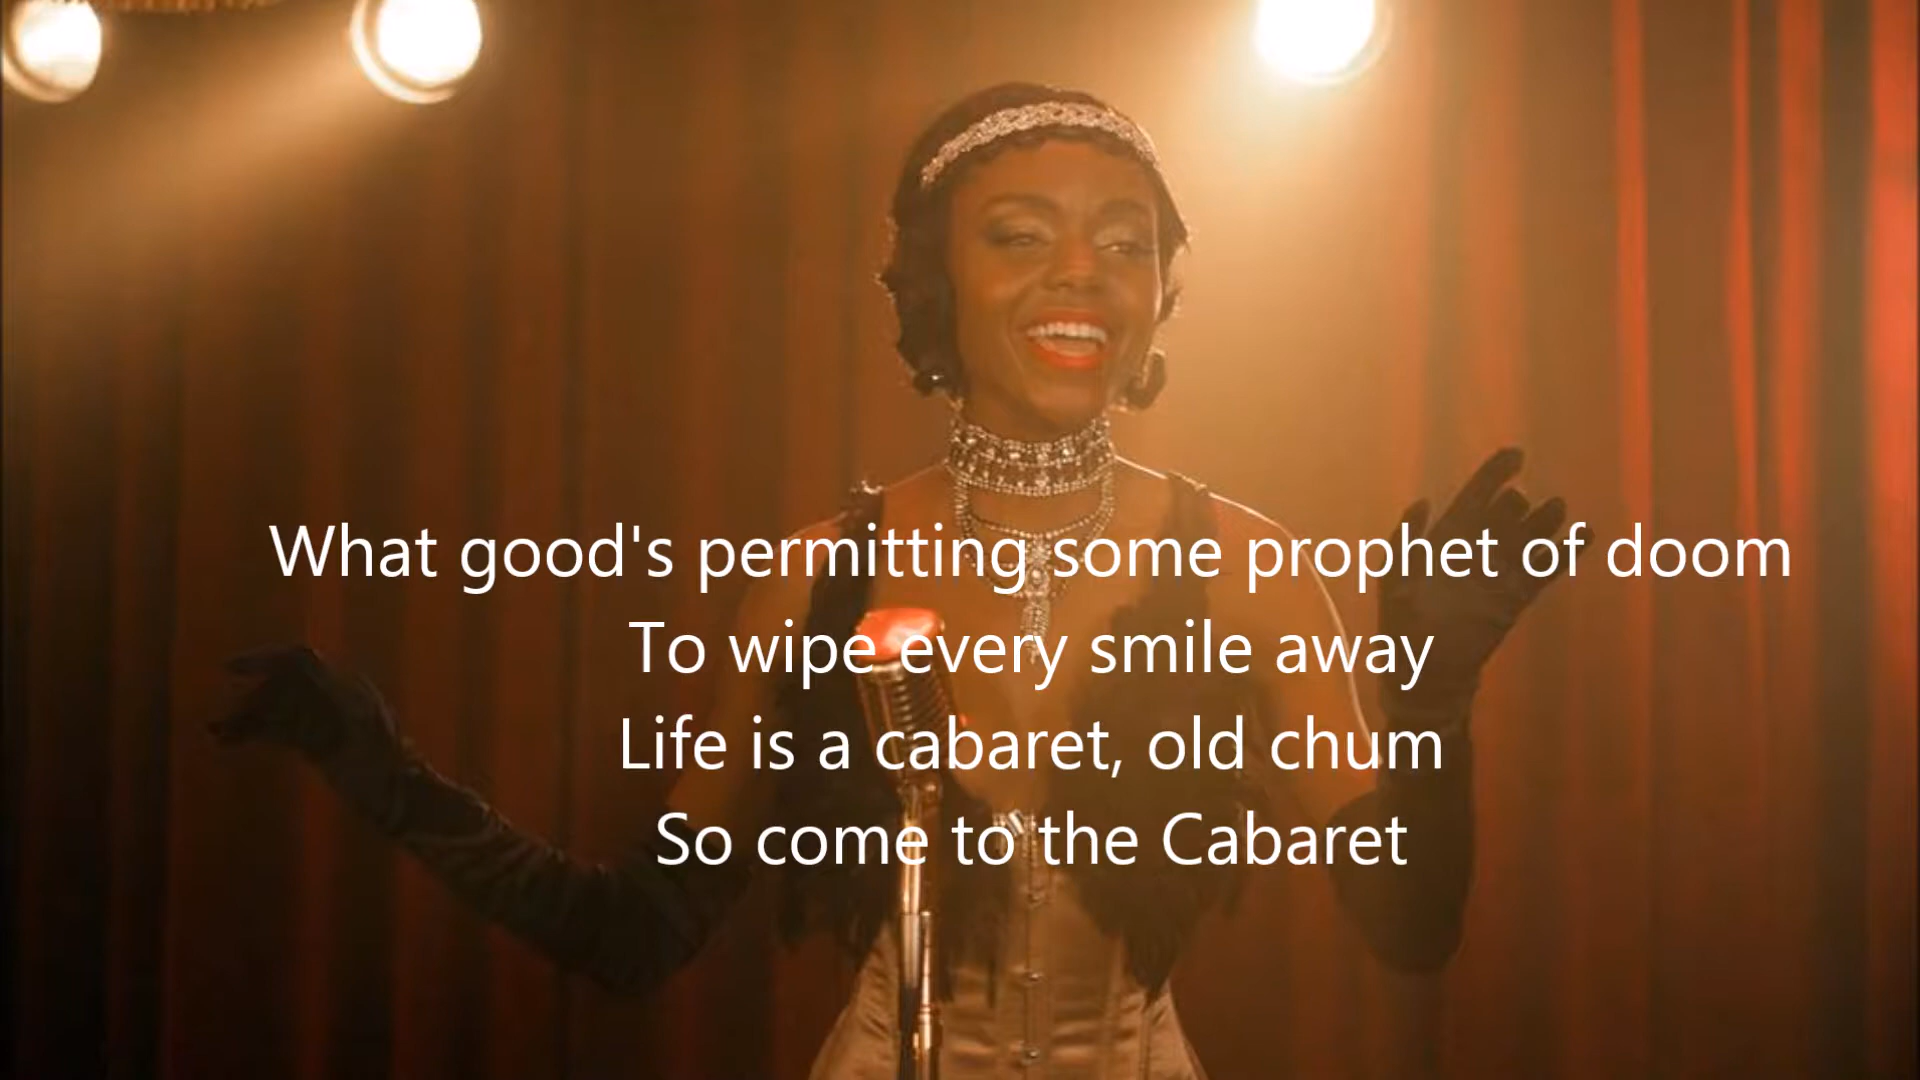 What good's permitting some prophet of doom
To wipe every smile away
Life is a cabaret, old chum
So come to the Cabaret